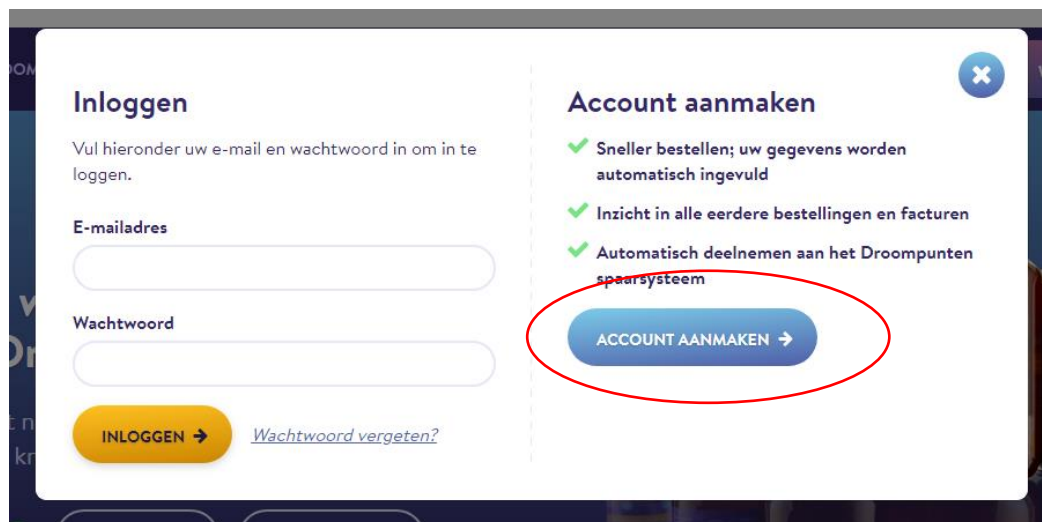 Inloggen
Vul hieronder uw e-mail en wachtwoord in om in te
loggen.
E-mailadres
Wachtwoord
INLOGGEN →
Wachtwoord vergeten?
Account aanmaken
Sneller bestellen; uw gegevens worden
automatisch ingevuld
Inzicht in alle eerdere bestellingen en facturen
Automatisch deelnemen aan het Droompunten
spaarsysteem
ACCOUNT AANMAKEN →